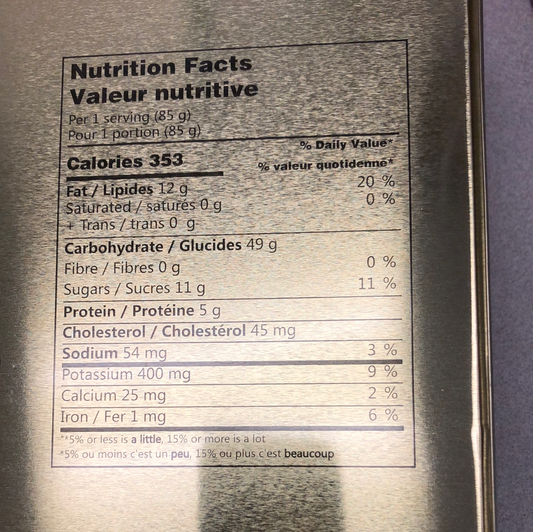 Nutrition Facts
Valeur nutritive
Per 1 serving (85 g)
Pour 1 portion (85 g)
% Daily Value*
Calories 353
% valeur quotidenne*
Fat / Lipides 12 g 20 %
Saturated / saturés 0 g 0 %
+ Trans / trans 0 g
Carbohydrate / Glucides 49 g
Fibre / Fibres 0 g 0 %
Sugars / Sucres 11 g 11 %
Protein / Protéine 5 g
Cholesterol / Cholestérol 45 mg
Sodium 54 mg 3 %
Potassium 400 mg 9 %
Calcium 25 mg 2 %
Iron / Fer 1 mg 6 %
**5% or less is a little, 15% or more is a lot
*5% ou moins c'est un peu, 15% ou plus c'est beaucoup